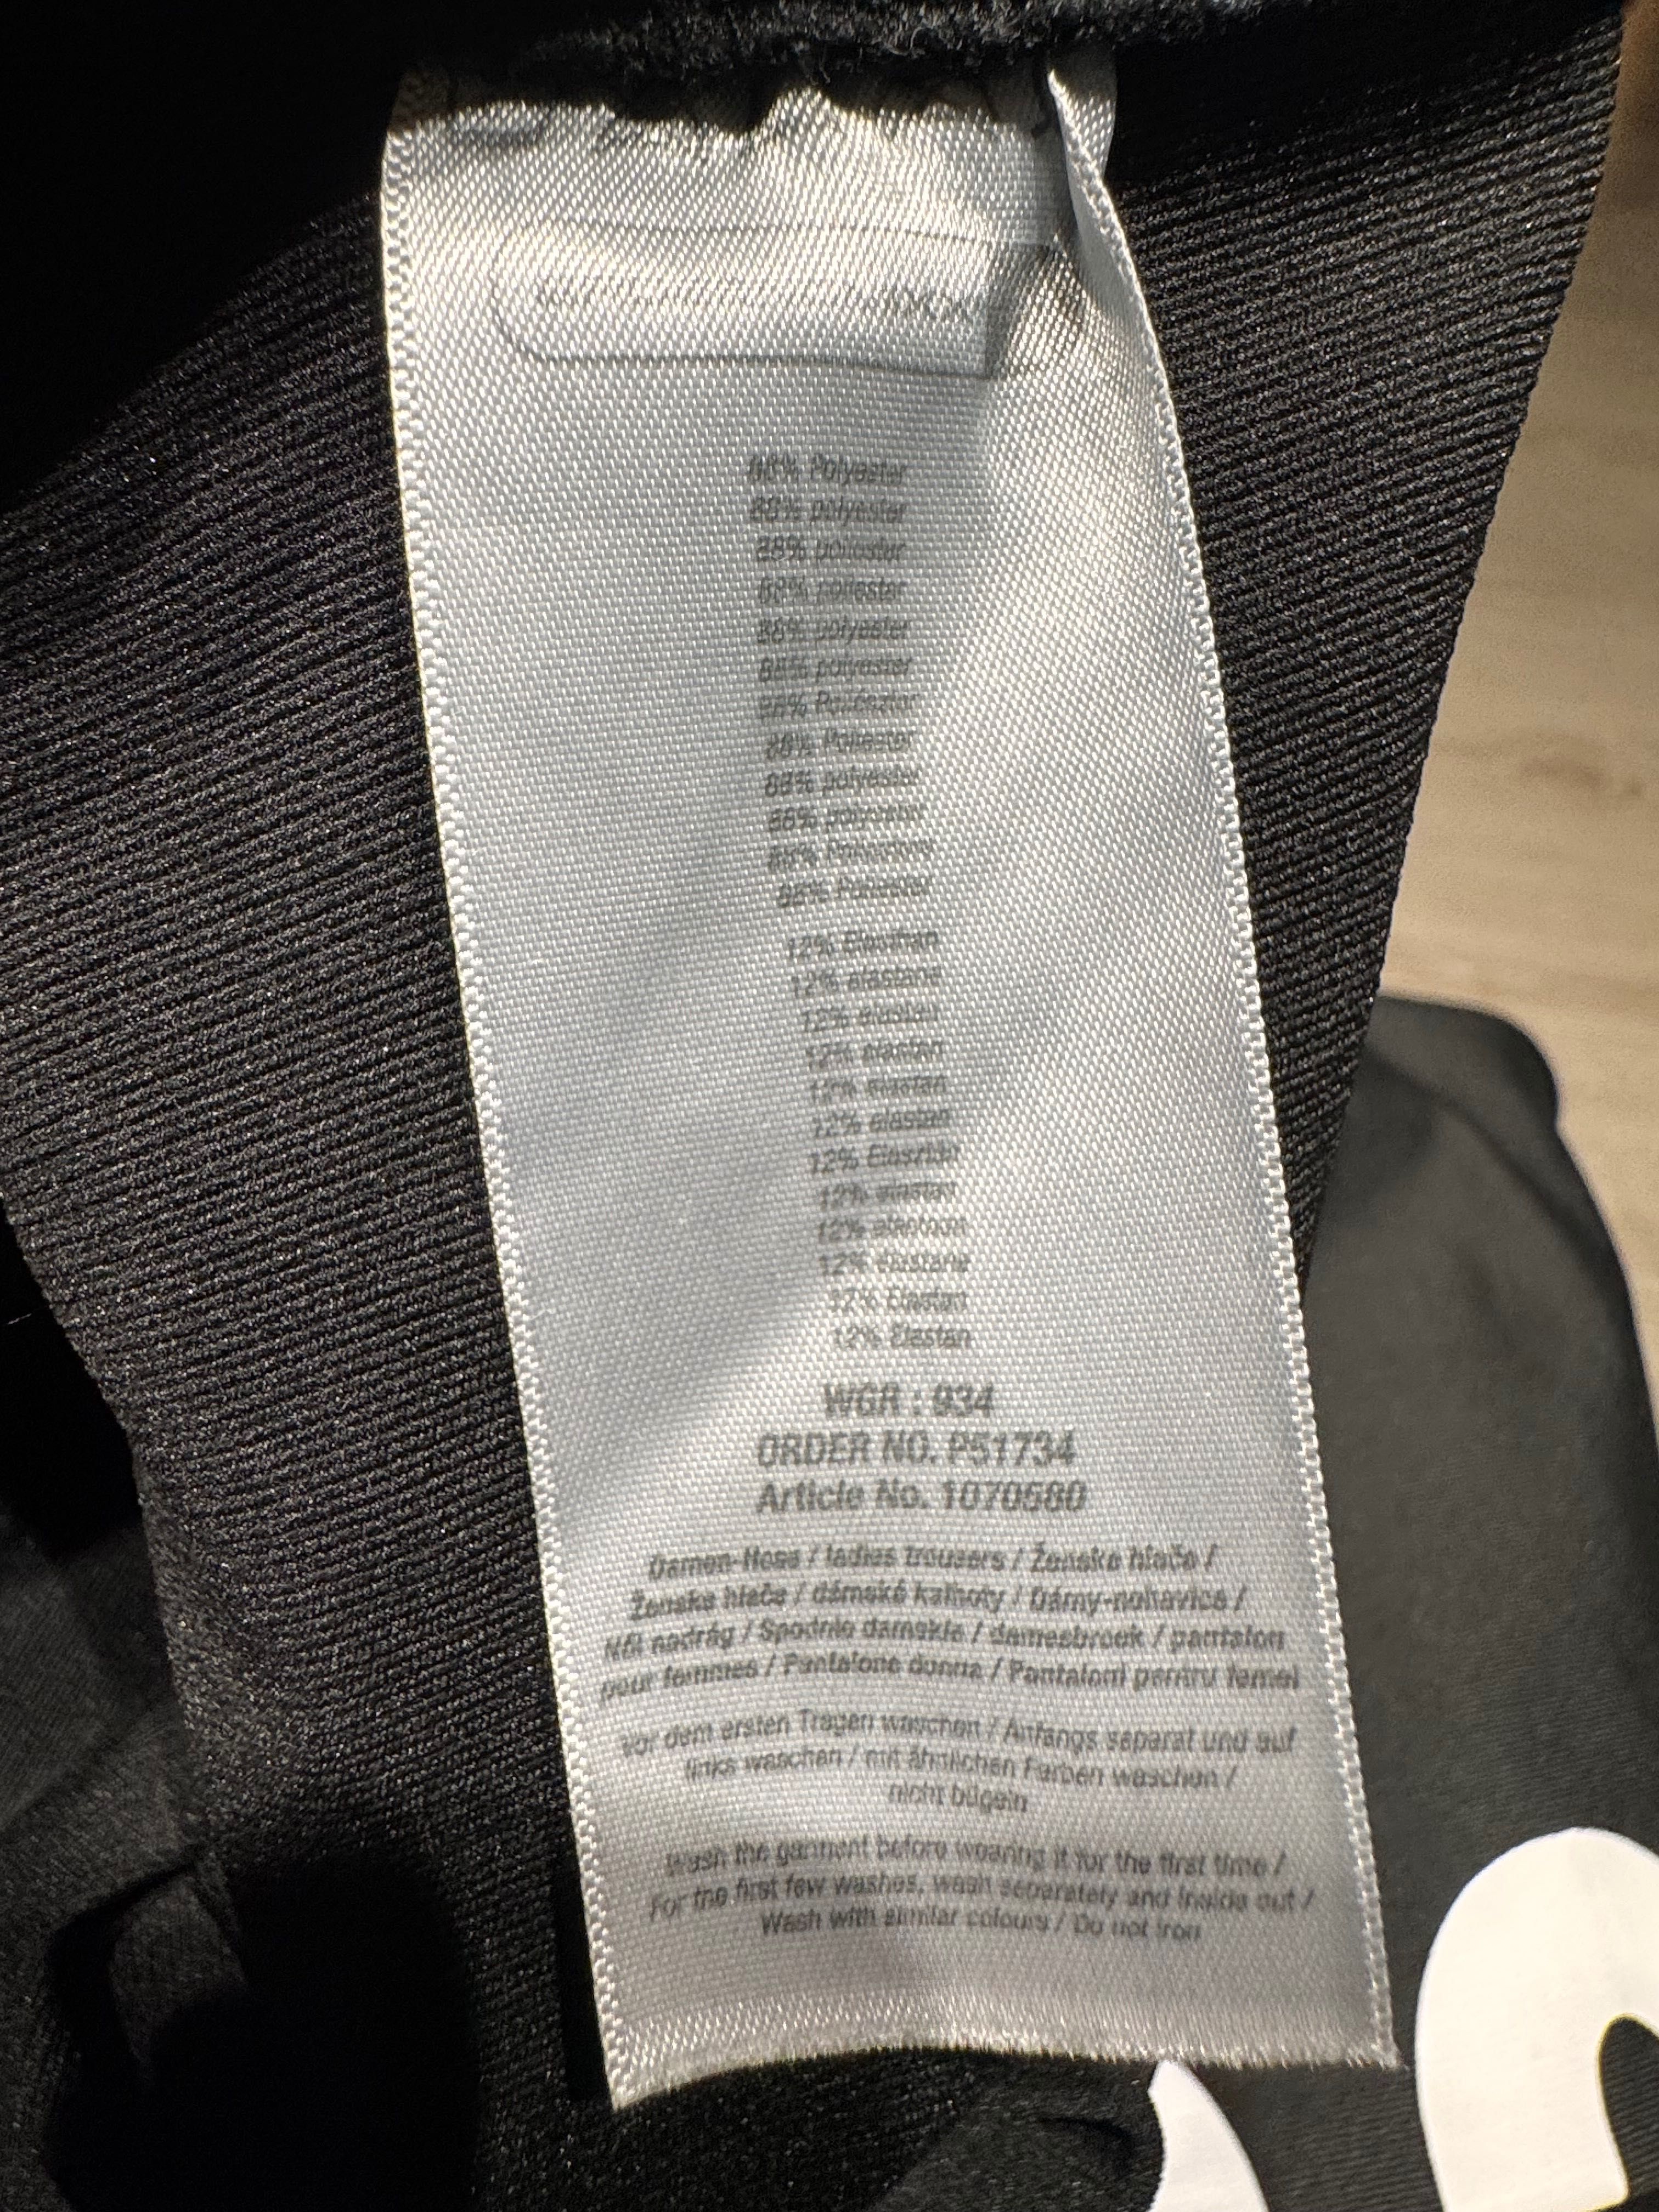 88% Polyester
88% polyester
88% poliester
88% poliestar
88% polyester
88% polyester
88% Poliészter
88% Poliester
88% polyester
88% polyester
88% Poliestere
88% Poliester
12% Elasthan
12% elastane
12% elastan
12% elastan
12% elastan
12% elastan
12% Elasztán
12% elastan
12% elastaan
12% élasthane
12% Elastan
12% Elastan
WGR : 934
ORDER NO. P51734
Article No. 1070580
Damen-Hose / ladies trousers / Ženske hlače /
Ženske hlače / dámské kalhoty / Dámy-nohavice /
Női nadrág / Spodnie damskie / damesbroek / pantalon
pour femmes / Pantalone donna / Pantaloni pentru femei
Vor dem ersten Tragen waschen / Anfangs separat und auf
links waschen / mit ähnlichen Farben waschen /
nicht bügeln
Wash the garment before wearing it for the first time /
For the first few washes, wash separately and inside out /
Wash with similar colours / Do not iron